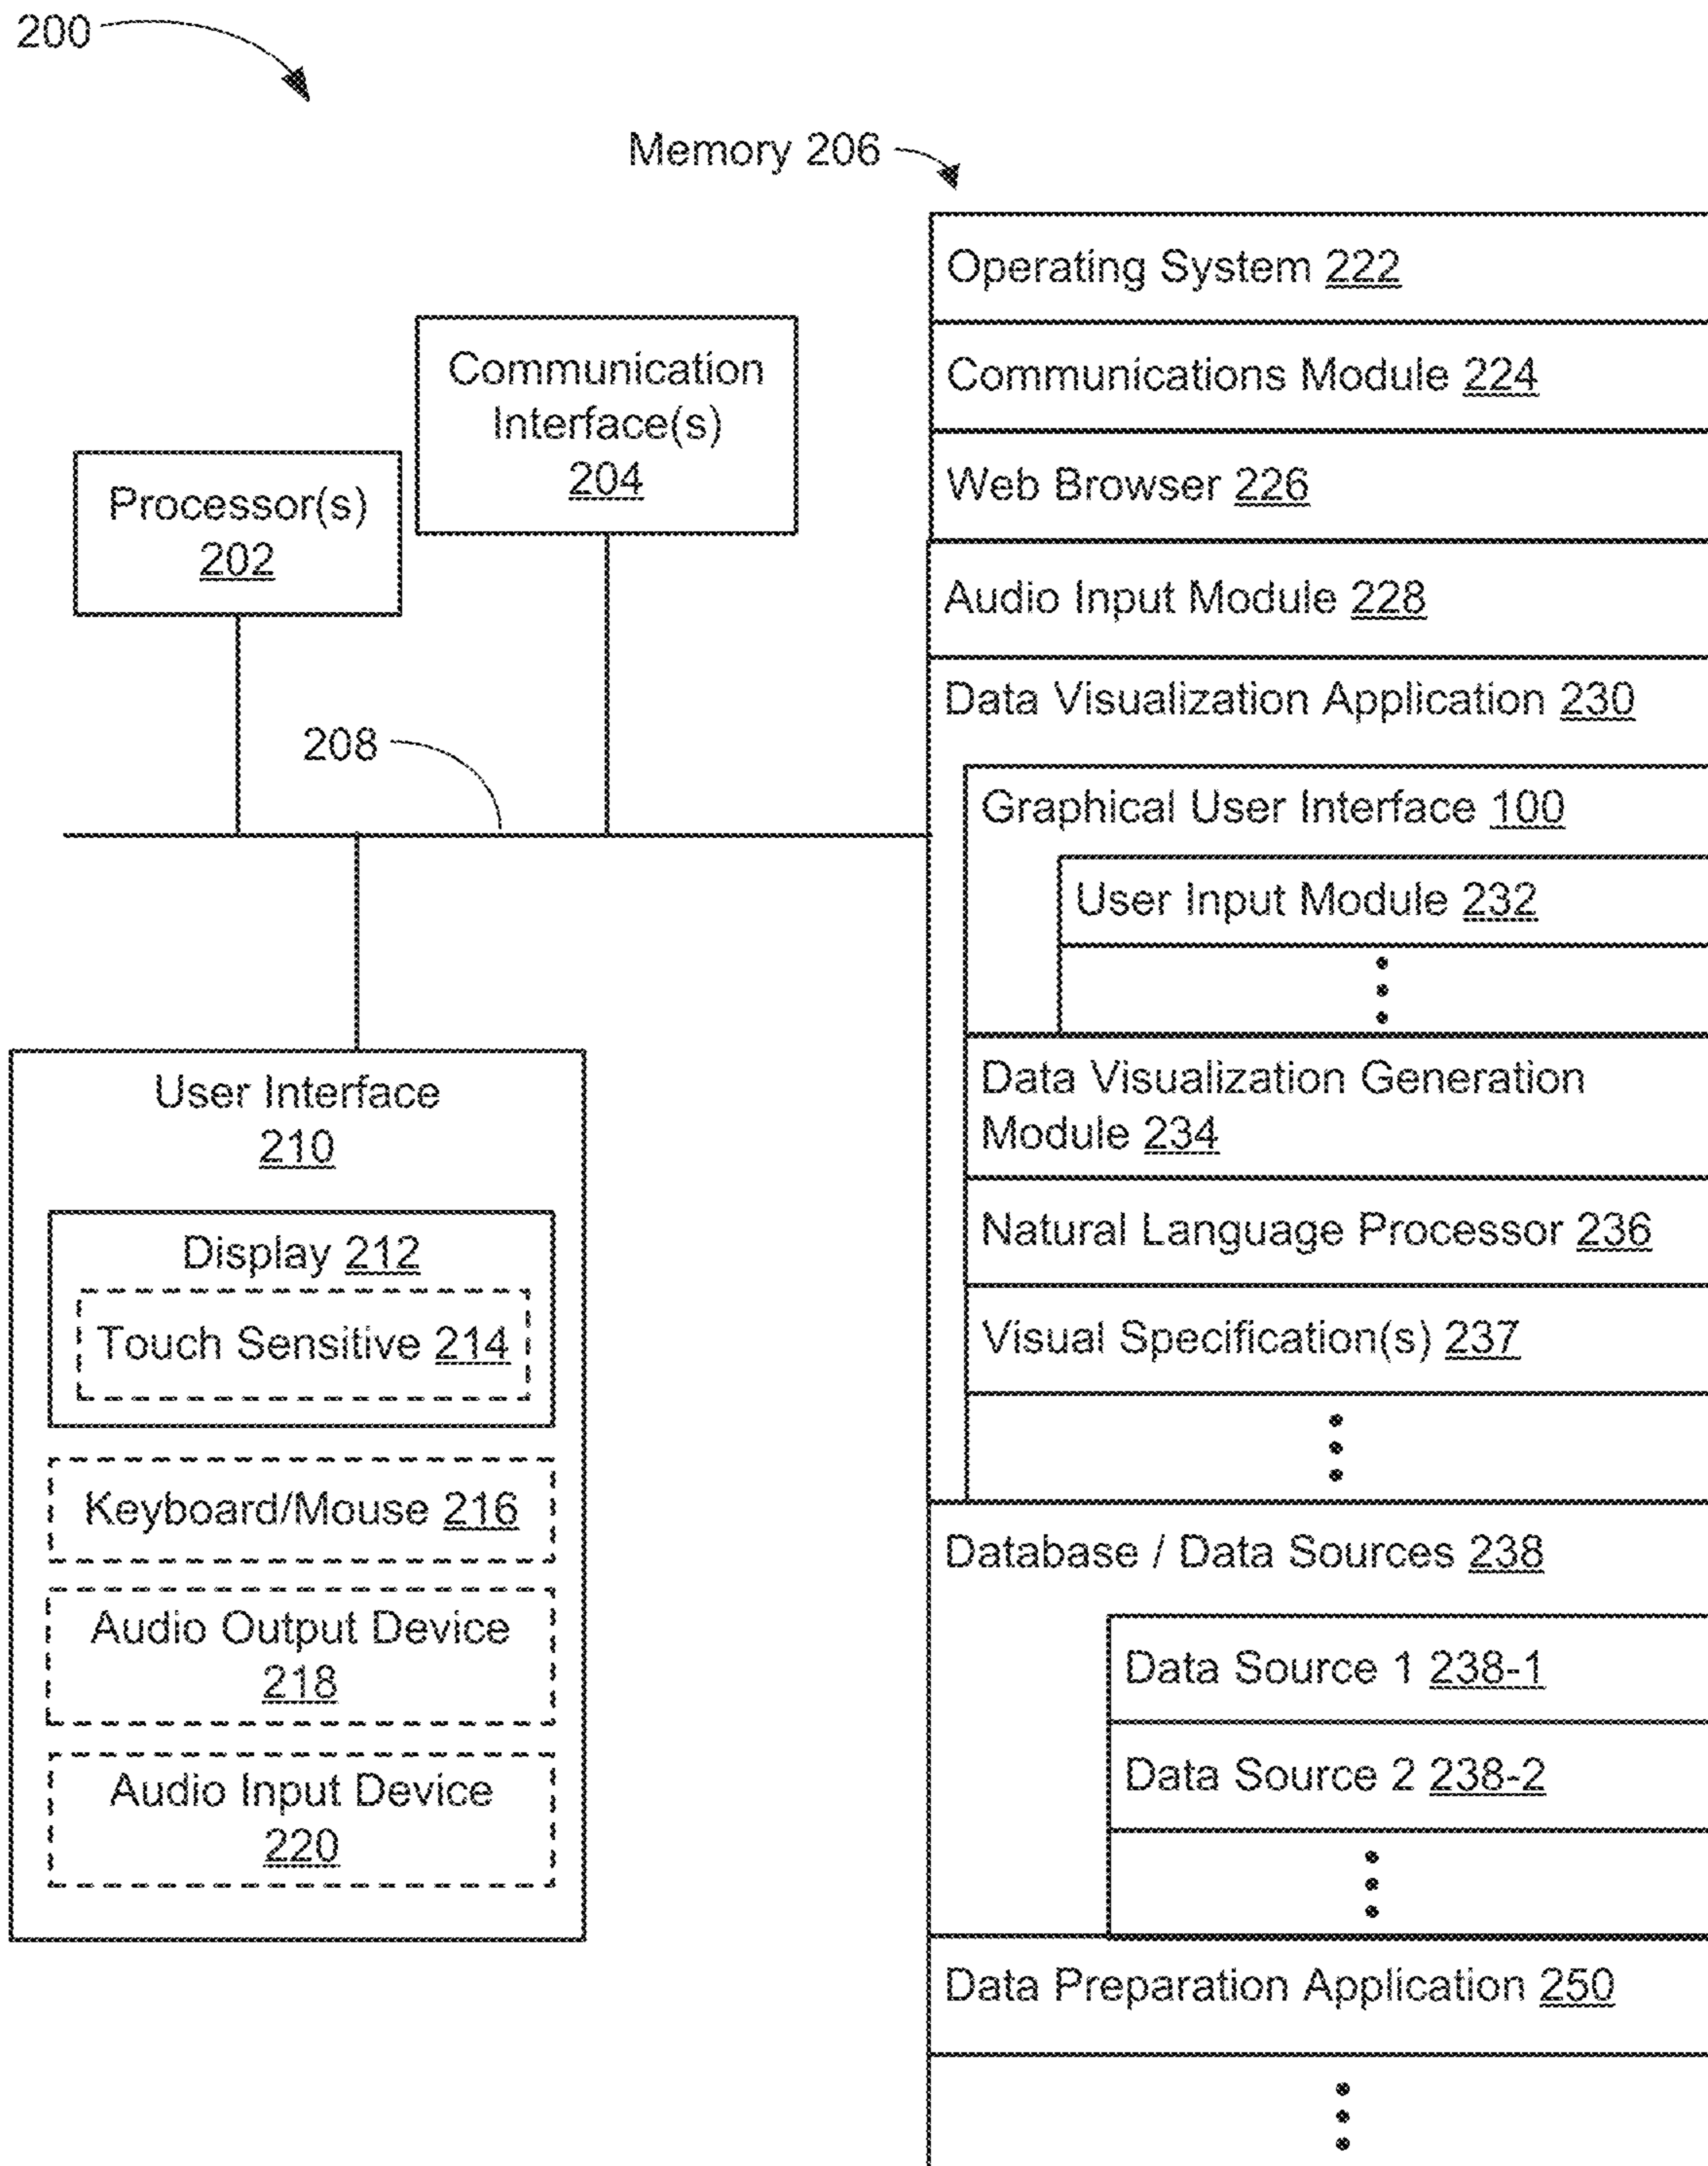 200
Memory 206
Processor(s)
202
Communication
Interface(s)
204
208
User Interface
210
Display 212
Touch Sensitive 214
Keyboard/Mouse 216
Audio Output Device
218
Audio Input Device
220
Operating System 222
Communications Module 224
Web Browser 226
Audio Input Module 228
Data Visualization Application 230
Graphical User Interface 100
User Input Module 232
Data Visualization Generation
Module 234
Natural Language Processor 236
Visual Specification(s) 237
Database / Data Sources 238
Data Source 1 238-1
Data Source 2 238-2
Data Preparation Application 250